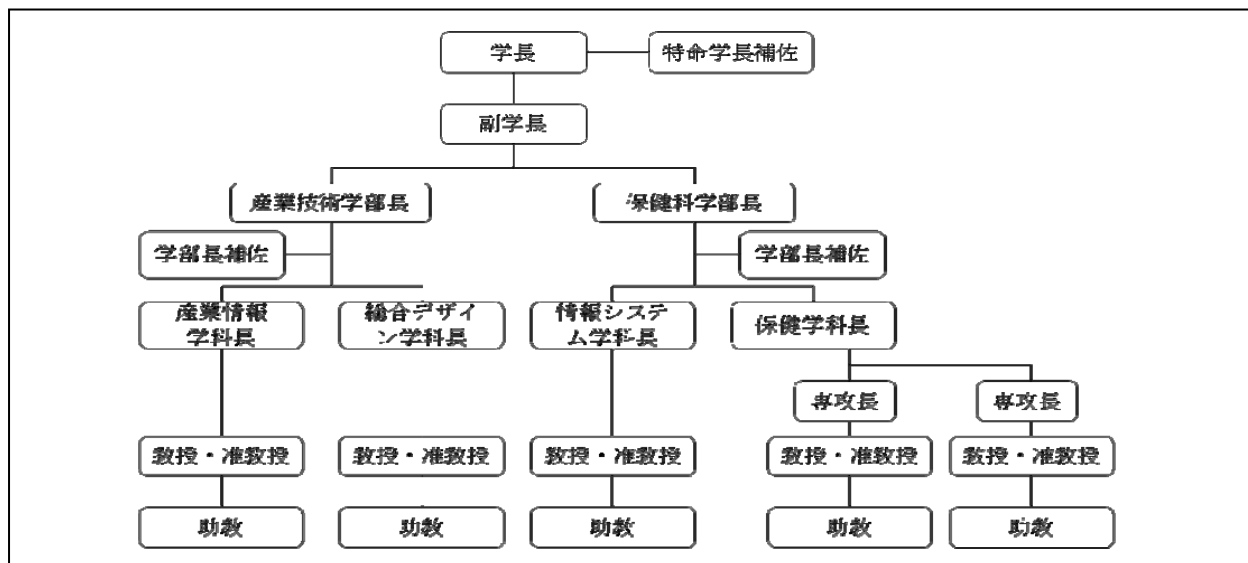 学長
特命学長補佐
副学長
産業技術学部長
保健科学部長
学部長補佐
学部長補佐
産業情報
学科長
総合デザイ
ン学科長
情報システ
ム学科長
保健学科長
専攻長
専攻長
教授・准教授
教授・准教授
教授・准教授
教授・准教授
教授・准教授
助教
助教
助教
助教
助教